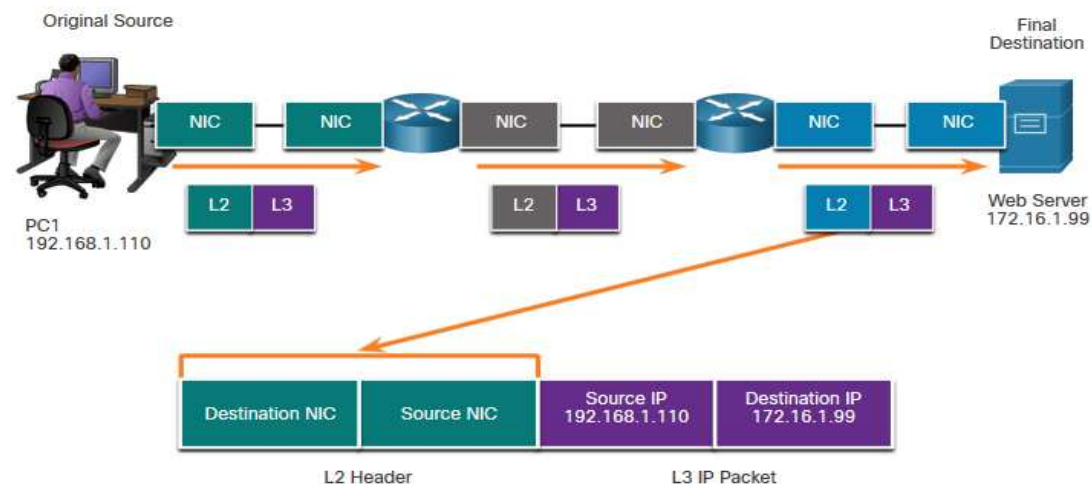 Original Source
Final
Destination
NIC
NIC
NIC
NIC
NIC
NIC
L2
L3
L2
L3
L2
L3
PC1
192.168.1.110
Web Server
172.16.1.99
Destination NIC
Source NIC
Source IP
192.168.1.110
Destination IP
172.16.1.99
L2 Header
L3 IP Packet